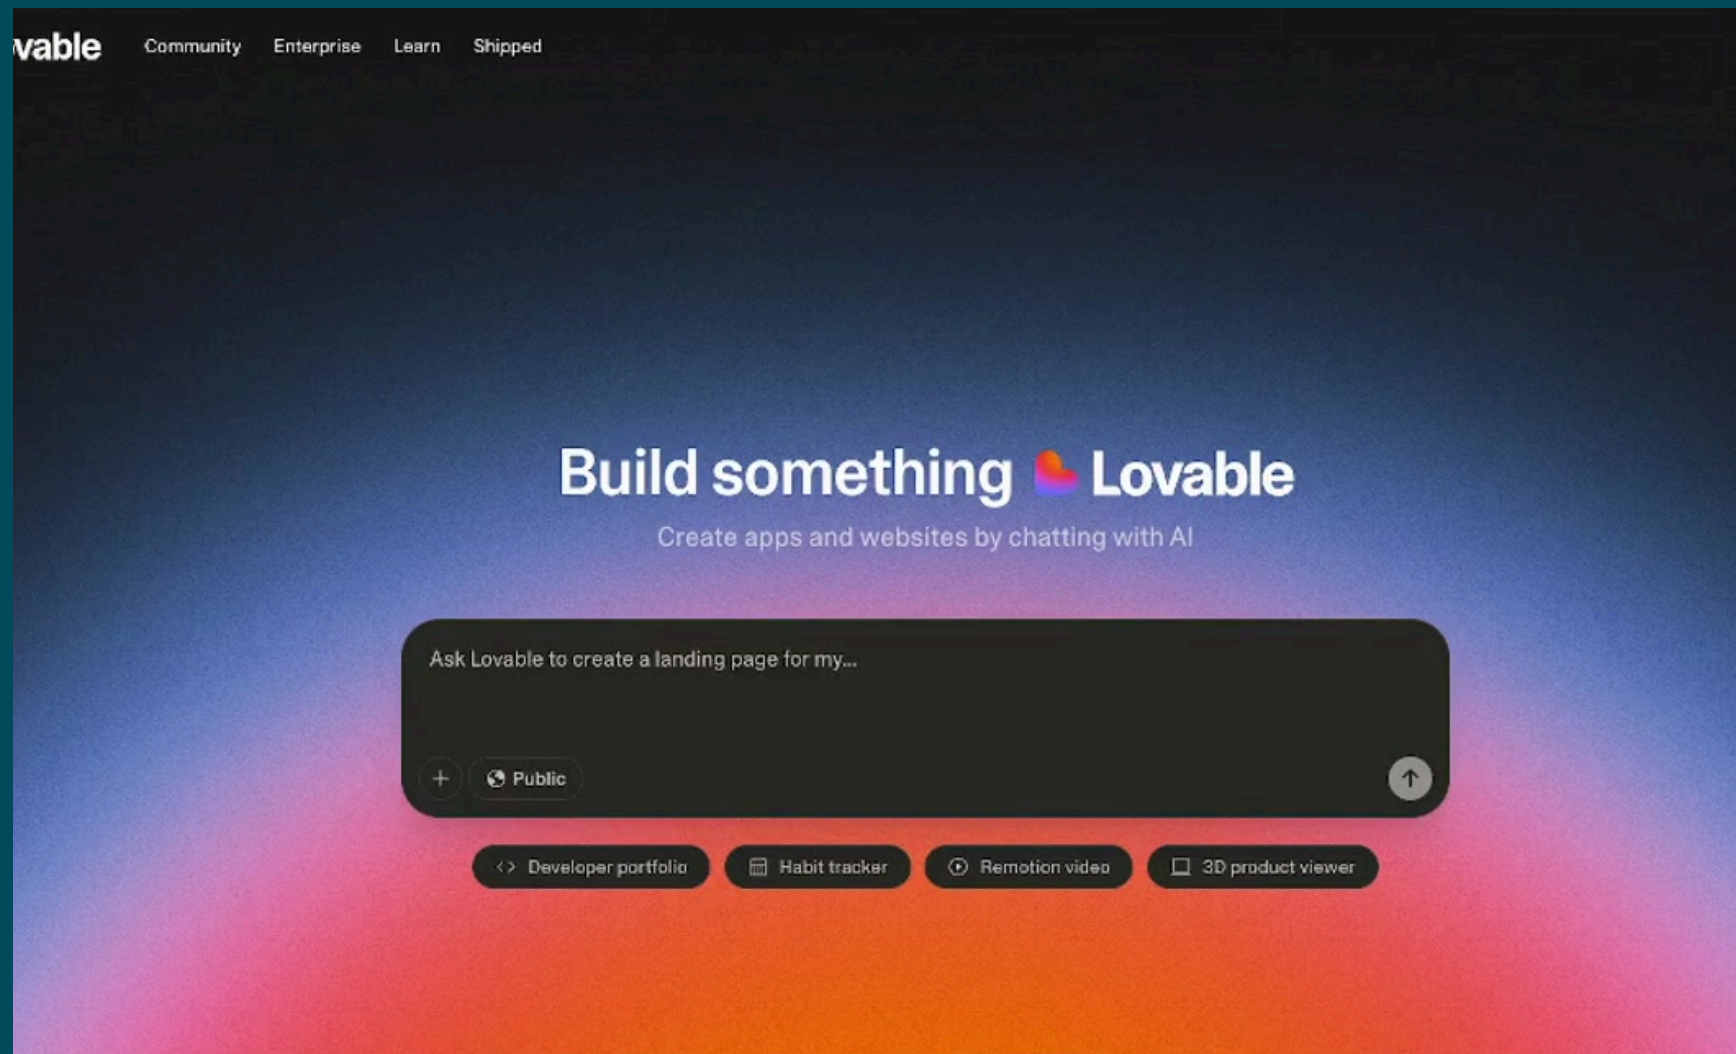 vable Community Enterprise Learn Shipped
Build something Lovable
Create apps and websites by chatting with AI
Ask Lovable to create a landing page for my...
Public
Developer portfolio Habit tracker Remotion video 3D product viewer